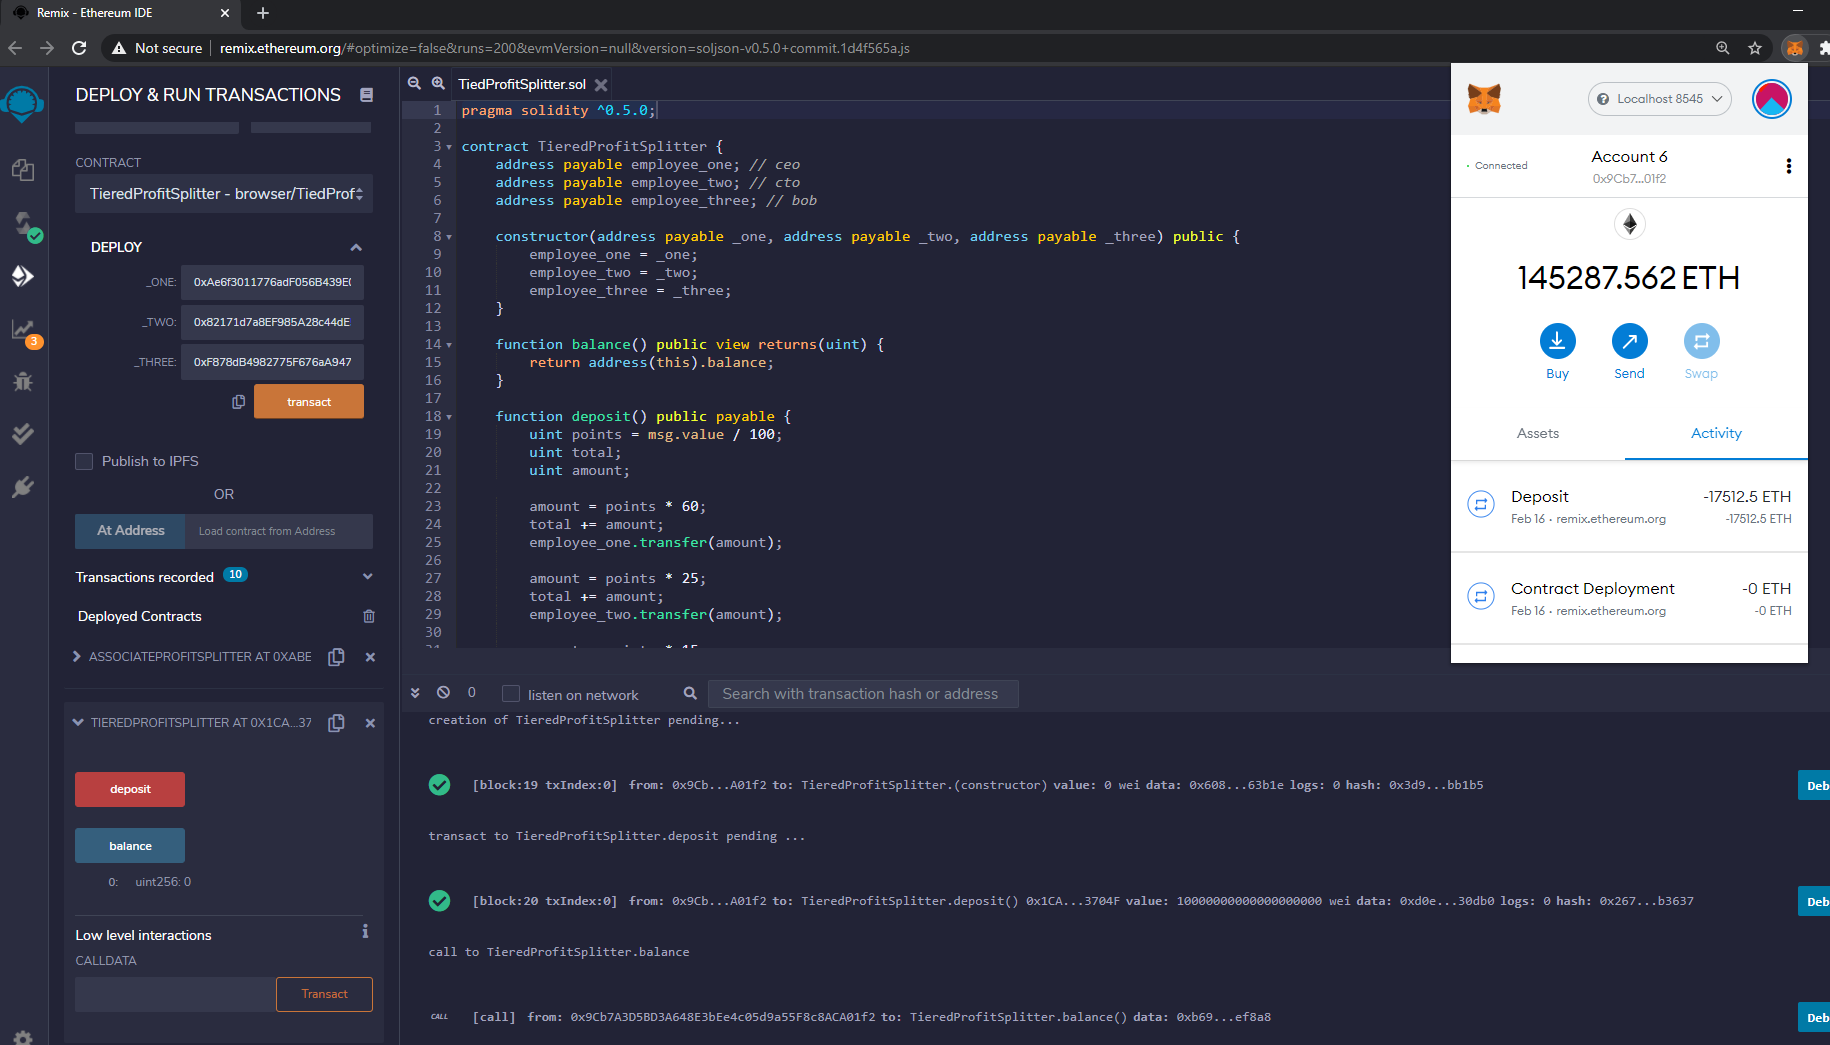 Remix - Ethereum IDE
Not secure
remix.ethereum.org/#optimize=false&runs=200&evmVersion=null&version=soljson-v0.5.0+commit.1d4f565a.js
DEPLOY & RUN TRANSACTIONS
CONTRACT
TieredProfitSplitter - browser/TiedProf
DEPLOY
_ONE:
0xAe6f3011776adF056B439E(
_TWO:
0x82171d7a8EF985A28c44dE
_THREE:
0xF878dB4982775F676aA947
transact
Publish to IPFS
OR
At Address
Load contract from Address
Transactions recorded 10
Deployed Contracts
ASSOCIATEPROFITSPLITTER AT 0XABE
TIEREDPROFITSPLITTER AT 0X1CA...37
deposit
balance
0: uint256: 0
Low level interactions
CALLDATA
Transact
3
TiedProfitSplitter.sol
1 pragma solidity ^0.5.0;
2
3 contract TieredProfitSplitter {
4 address payable employee_one; // ceo
5 address payable employee_two; // cto
6 address payable employee_three; // bob
7
8 constructor(address payable _one, address payable _two, address payable _three) public {
9 employee_one = _one;
10 employee_two = _two;
11 employee_three = _three;
12 }
13
14 function balance() public view returns(uint) {
15 return address(this).balance;
16 }
17
18 function deposit() public payable {
19 uint points = msg.value / 100;
20 uint total;
21 uint amount;
22
23 amount = points * 60;
24 total += amount;
25 employee_one.transfer(amount);
26
27 amount = points * 25;
28 total += amount;
29 employee_two.transfer(amount);
30
0
listen on network
Search with transaction hash or address
creation of TieredProfitSplitter pending...
[block:19 txIndex:0] from: 0x9Cb...A01f2 to: TieredProfitSplitter.(constructor) value: 0 wei data: 0x608...63b1e logs: 0 hash: 0x3d9...bb1b5
Deb
transact to TieredProfitSplitter.deposit pending ...
[block:20 txIndex:0] from: 0x9Cb...A01f2 to: TieredProfitSplitter.deposit() 0x1CA...3704F value: 10000000000000000000 wei data: 0xd0e...30db0 logs: 0 hash: 0x267...b3637
Deb
call to TieredProfitSplitter.balance
CALL
[call] from: 0x9Cb7A3D5BD3A648E3bEe4c05d9a55F8c8ACA01f2 to: TieredProfitSplitter.balance() data: 0xb69...ef8a8
Deb
Localhost 8545
Connected
Account 6
0x9Cb7...01f2
145287.562 ETH
Buy
Send
Swap
Assets
Activity
Deposit
-17512.5 ETH
Feb 16 · remix.ethereum.org
-17512.5 ETH
Contract Deployment
-0 ETH
Feb 16 · remix.ethereum.org
-0 ETH